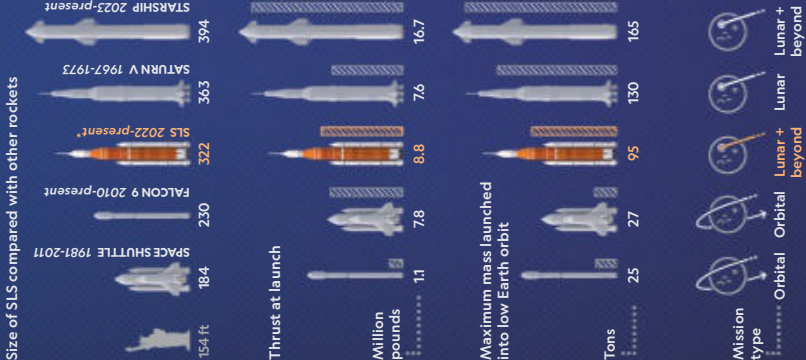 Size of SLS compared with other rockets
SPACE SHUTTLE 1981-2011
FALCON 9 2010-present
SLS 2022-present*
SATURN V 1967-1973
STARSHIP 2023-present
154 ft
184
230
322
363
394
Thrust at launch
Million
pounds
1.1
7.8
8.8
7.6
16.7
Maximum mass launched
into low Earth orbit
Tons
25
27
95
130
165
Mission
type
Orbital
Orbital
Lunar +
beyond
Lunar
Lunar +
beyond